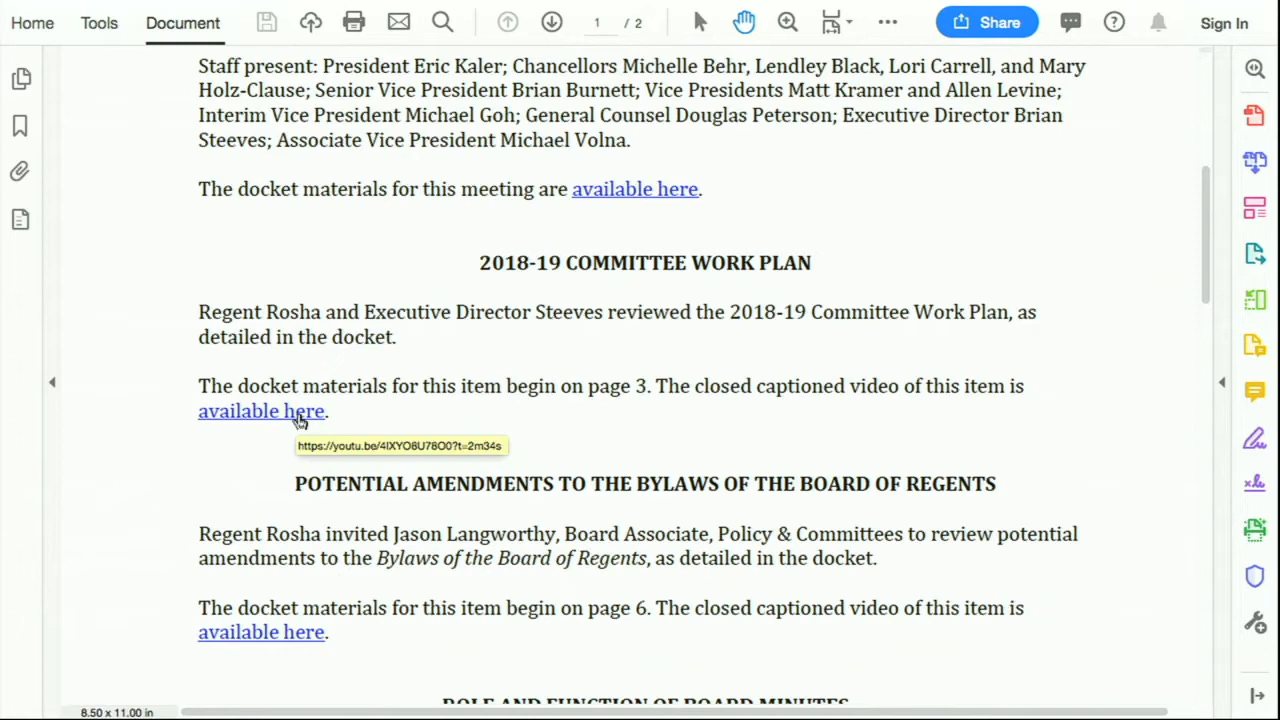 Home Tools Document 1 / 2 Share Sign In
Staff present: President Eric Kaler; Chancellors Michelle Behr, Lendley Black, Lori Carrell, and Mary
Holz-Clause; Senior Vice President Brian Burnett; Vice Presidents Matt Kramer and Allen Levine;
Interim Vice President Michael Goh; General Counsel Douglas Peterson; Executive Director Brian
Steeves; Associate Vice President Michael Volna.
The docket materials for this meeting are available here.
2018-19 COMMITTEE WORK PLAN
Regent Rosha and Executive Director Steeves reviewed the 2018-19 Committee Work Plan, as
detailed in the docket.
The docket materials for this item begin on page 3. The closed captioned video of this item is
available here.
https://youtu.be/4IXYO8U78O0?t=2m34s
POTENTIAL AMENDMENTS TO THE BYLAWS OF THE BOARD OF REGENTS
Regent Rosha invited Jason Langworthy, Board Associate, Policy & Committees to review potential
amendments to the Bylaws of the Board of Regents, as detailed in the docket.
The docket materials for this item begin on page 6. The closed captioned video of this item is
available here.
ROLE AND FUNCTION OF BOARD MINUTES
8.50 x 11.00 in